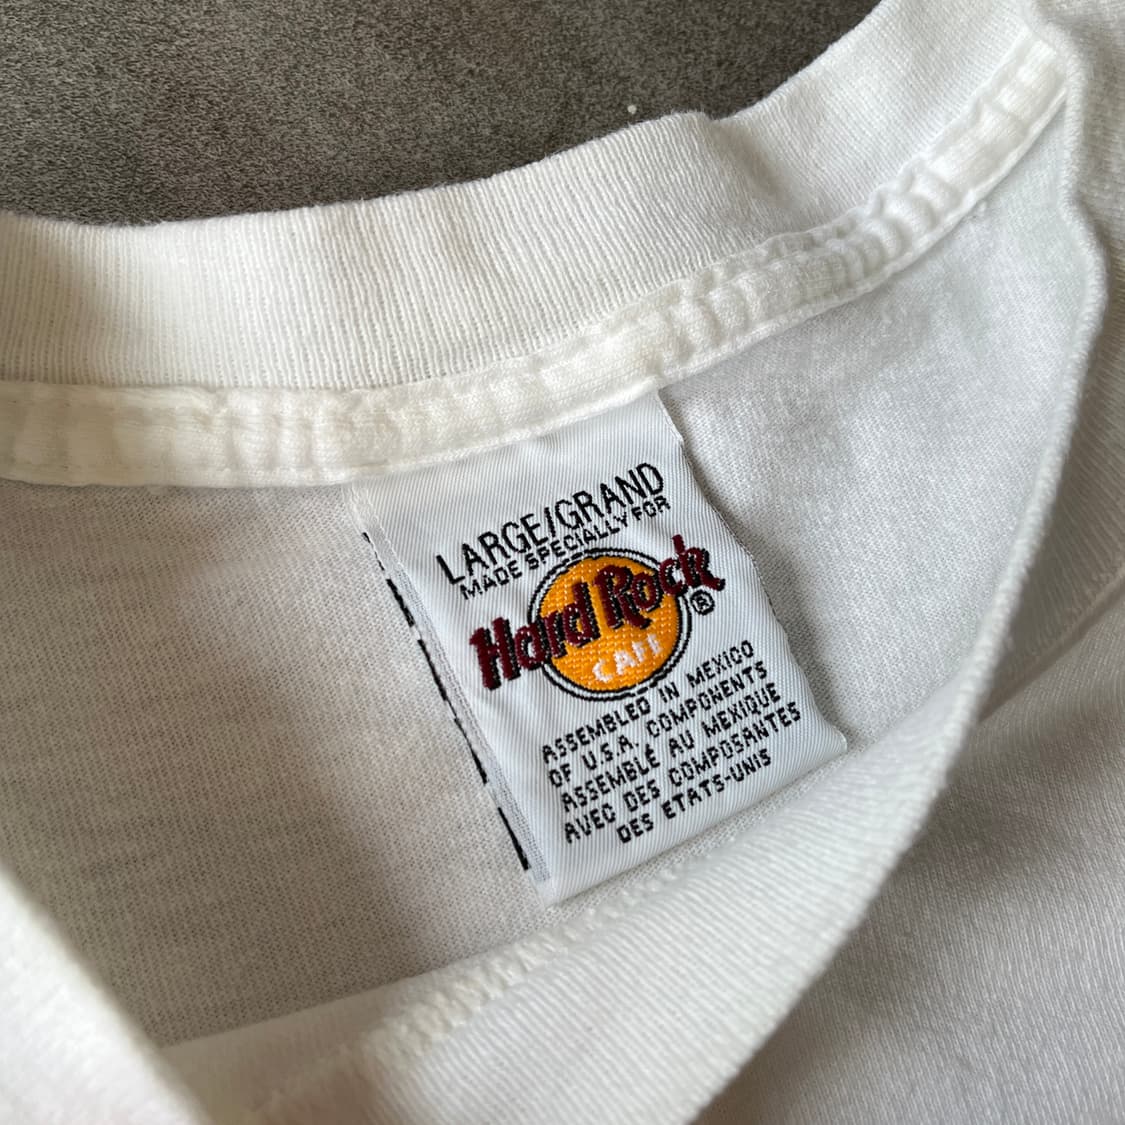 LARGE/GRAND
MADE SPECIALLY FOR
Hard Rock ®
CAFE
ASSEMBLED IN MEXICO
OF U.S.A. COMPONENTS
ASSEMBLÉ AU MEXIQUE
AVEC DES COMPOSANTES
DES ETATS-UNIS